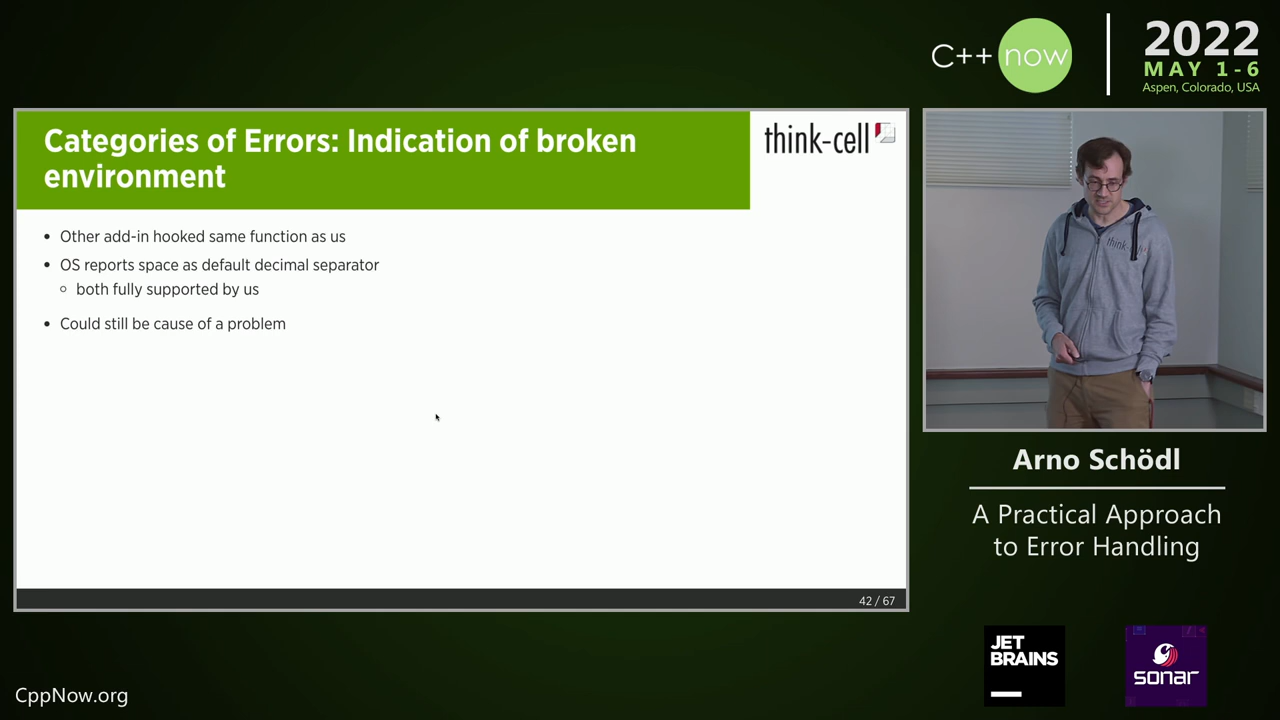 C++ now
2022
MAY 1-6
Aspen, Colorado, USA
Categories of Errors: Indication of broken
environment
think-cell
• Other add-in hooked same function as us
• OS reports space as default decimal separator
○ both fully supported by us
• Could still be cause of a problem
42 / 67
think-cell
Arno Schödl
A Practical Approach
to Error Handling
JET
BRAINS
sonar
CppNow.org